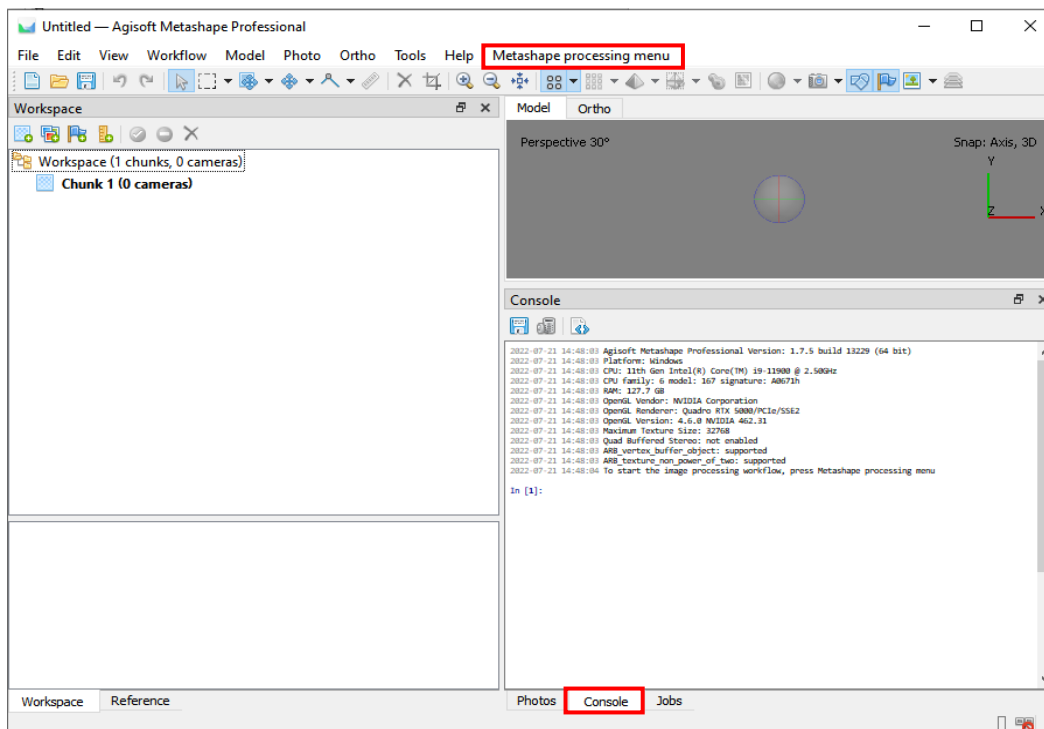 Untitled — Agisoft Metashape Professional
File Edit View Workflow Model Photo Ortho Tools Help Metashape processing menu
Workspace
Model Ortho
Workspace (1 chunks, 0 cameras)
Chunk 1 (0 cameras)
Perspective 30°
Snap: Axis, 3D
Y
Z
X
Console
2022-07-21 14:48:03 Agisoft Metashape Professional Version: 1.7.5 build 13229 (64 bit)
2022-07-21 14:48:03 Platform: Windows
2022-07-21 14:48:03 CPU: 11th Gen Intel(R) Core(TM) i9-11900 @ 2.50GHz
2022-07-21 14:48:03 CPU family: 6 model: 167 signature: A0671h
2022-07-21 14:48:03 RAM: 127.7 GB
2022-07-21 14:48:03 OpenGL Vendor: NVIDIA Corporation
2022-07-21 14:48:03 OpenGL Renderer: Quadro RTX 5000/PCIe/SSE2
2022-07-21 14:48:03 OpenGL Version: 4.6.0 NVIDIA 462.31
2022-07-21 14:48:03 Maximum Texture Size: 32768
2022-07-21 14:48:03 Quad Buffered Stereo: not enabled
2022-07-21 14:48:03 ARB_vertex_buffer_object: supported
2022-07-21 14:48:03 ARB_texture_non_power_of_two: supported
2022-07-21 14:48:04 To start the image processing workflow, press Metashape processing menu
In [1]:
Workspace Reference
Photos Console Jobs